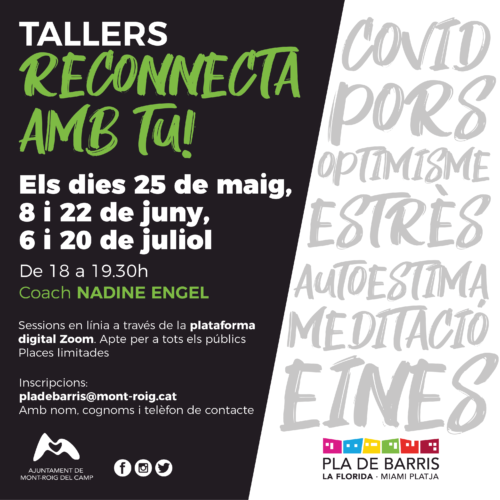 TALLERS
RECONNECTA
AMB TU!
Els dies 25 de maig,
8 i 22 de juny,
6 i 20 de juliol
De 18 a 19.30h
Coach NADINE ENGEL
Sessions en línia a través de la plataforma
digital Zoom. Apte per a tots els públics
Places limitades
Inscripcions:
pladebarris@mont-roig.cat
Amb nom, cognoms i telèfon de contacte
AJUNTAMENT DE
MONT-ROIG DEL CAMP
COVID
PORS
OPTIMISME
ESTRÈS
AUTOESTIMA
MEDITACIÓ
EINES
PLA DE BARRIS
LA FLORIDA · MIAMI PLATJA